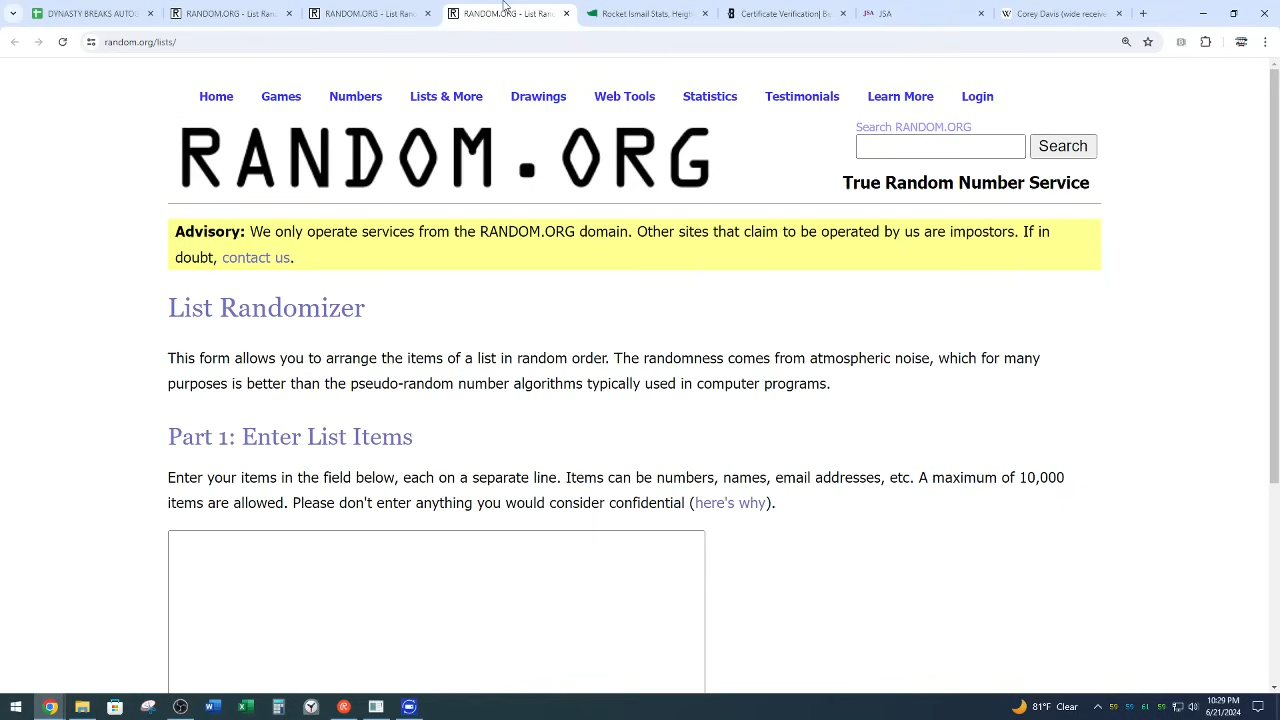 DYNASTY BREAKS AUTO
RANDOM.ORG - List Ran
RANDOM.ORG - List Ran
RANDOM.ORG - List Ran
Rocket Ismail Stats, Heigh
Certificate Verification| Be
JSA JSA
Corey Davis (wide receive
random.org/lists/
Home Games Numbers Lists & More Drawings Web Tools Statistics Testimonials Learn More Login
RANDOM.ORG
Search RANDOM.ORG
Search
True Random Number Service
Advisory: We only operate services from the RANDOM.ORG domain. Other sites that claim to be operated by us are impostors. If in
doubt, contact us.
List Randomizer
This form allows you to arrange the items of a list in random order. The randomness comes from atmospheric noise, which for many
purposes is better than the pseudo-random number algorithms typically used in computer programs.
Part 1: Enter List Items
Enter your items in the field below, each on a separate line. Items can be numbers, names, email addresses, etc. A maximum of 10,000
items are allowed. Please don't enter anything you would consider confidential (here's why).
81°F Clear
59 59 61 59
10:29 PM
6/21/2024